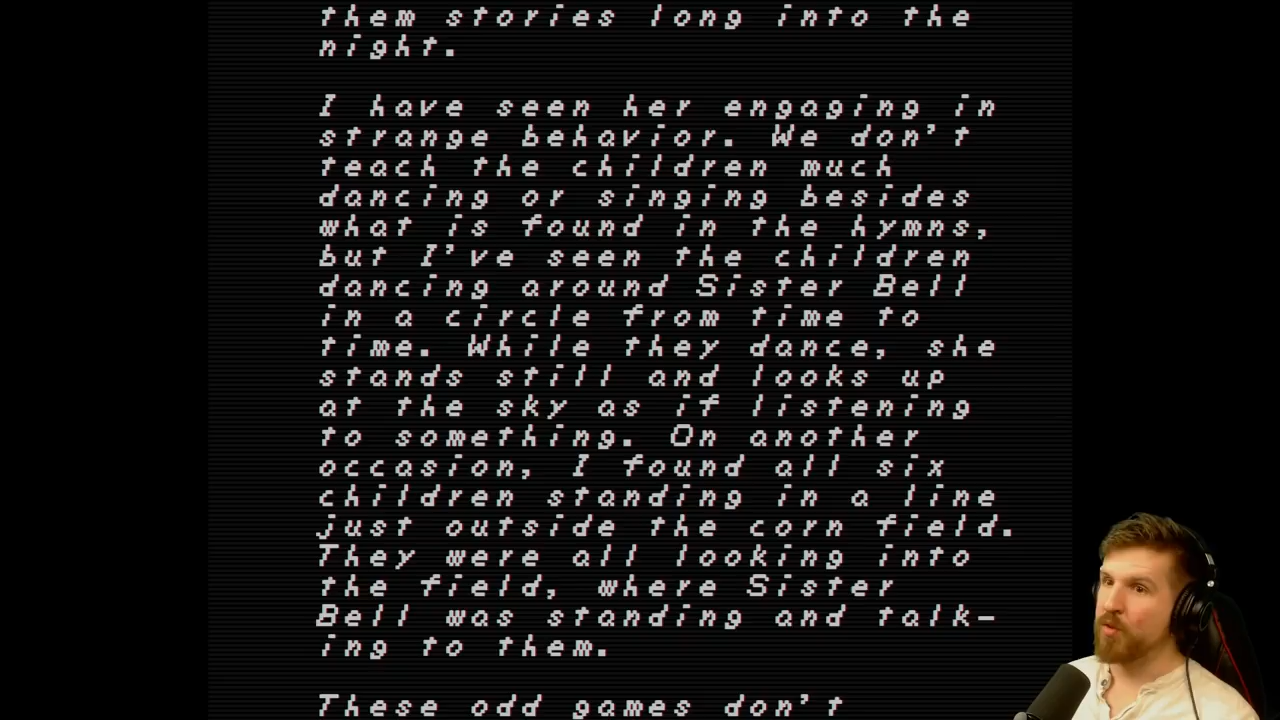 them stories long into the
night.
I have seen her engaging in
strange behavior. We don't
teach the children much
dancing or singing besides
what is found in the hymns,
but I've seen the children
dancing around Sister Bell
in a circle from time to
time. While they dance, she
stands still and looks up
at the sky as if listening
to something. On another
occasion, I found all six
children standing in a line
just outside the corn field.
They were all looking into
the field, where Sister
Bell was standing and talk-
ing to them.
These odd games don't